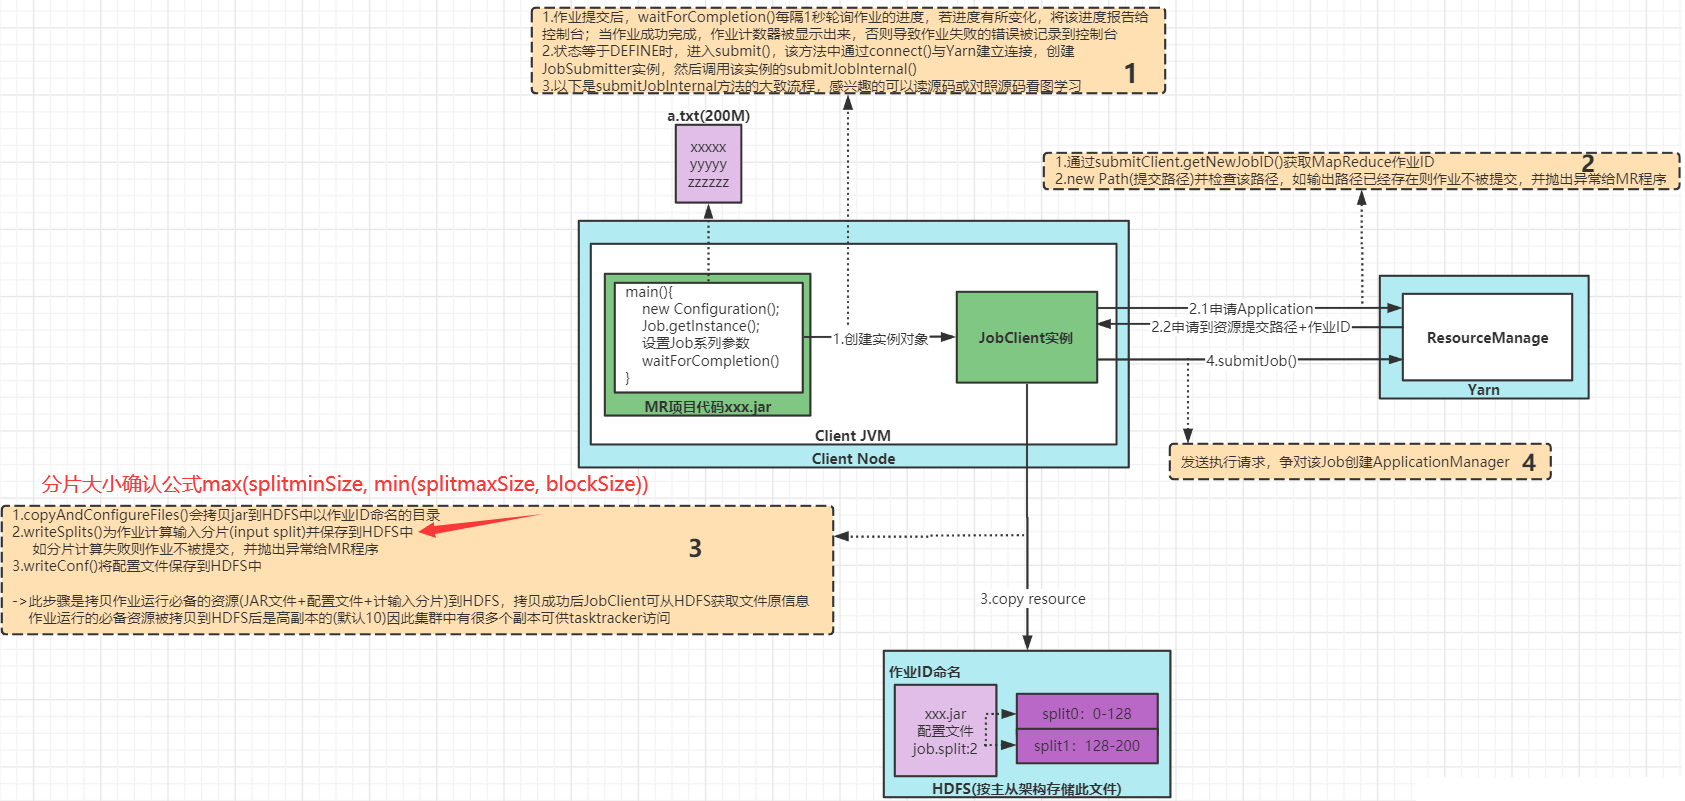 1.作业提交后，waitForCompletion()每隔1秒轮询作业的进度，若进度有所变化，将该进度报告给
控制台；当作业成功完成，作业计数器被显示出来，否则导致作业失败的错误被记录到控制台
2.状态等于DEFINE时，进入submit()，该方法中通过connect()与Yarn建立连接，创建
JobSubmitter实例，然后调用该实例的submitJobInternal()
3.以下是submitJobInternal方法的大致流程，感兴趣的可以读源码或对照源码看图学习
1
a.txt(200M)
xxxxx
yyyyy
zzzzzz
1.通过submitClient.getNewJobID()获取MapReduce作业ID
2.new Path(提交路径)并检查该路径，如输出路径已经存在则作业不被提交，并抛出异常给MR程序
2
main(){
new Configuration();
Job.getInstance();
设置Job系列参数
waitForCompletion()
}
MR项目代码xxx.jar
1.创建实例对象
JobClient实例
Client JVM
Client Node
2.1申请Application
2.2申请到资源提交路径+作业ID
4.submitJob()
ResourceManage
Yarn
发送执行请求，争对该Job创建ApplicationManager
4
分片大小确认公式max(splitminSize, min(splitmaxSize, blockSize))
1.copyAndConfigureFiles()会拷贝jar到HDFS中以作业ID命名的目录
2.writeSplits()为作业计算输入分片(input split)并保存到HDFS中
如分片计算失败则作业不被提交，并抛出异常给MR程序
3.writeConf()将配置文件保存到HDFS中
->此步骤是拷贝作业运行必备的资源(JAR文件+配置文件+计输入分片)到HDFS，拷贝成功后JobClient可从HDFS获取文件原信息
作业运行的必备资源被拷贝到HDFS后是高副本的(默认10)因此集群中有很多个副本可供tasktracker访问
3
3.copy resource
作业ID命名
xxx.jar
配置文件
job.split:2
split0：0-128
split1：128-200
HDFS(按主从架构存储此文件)